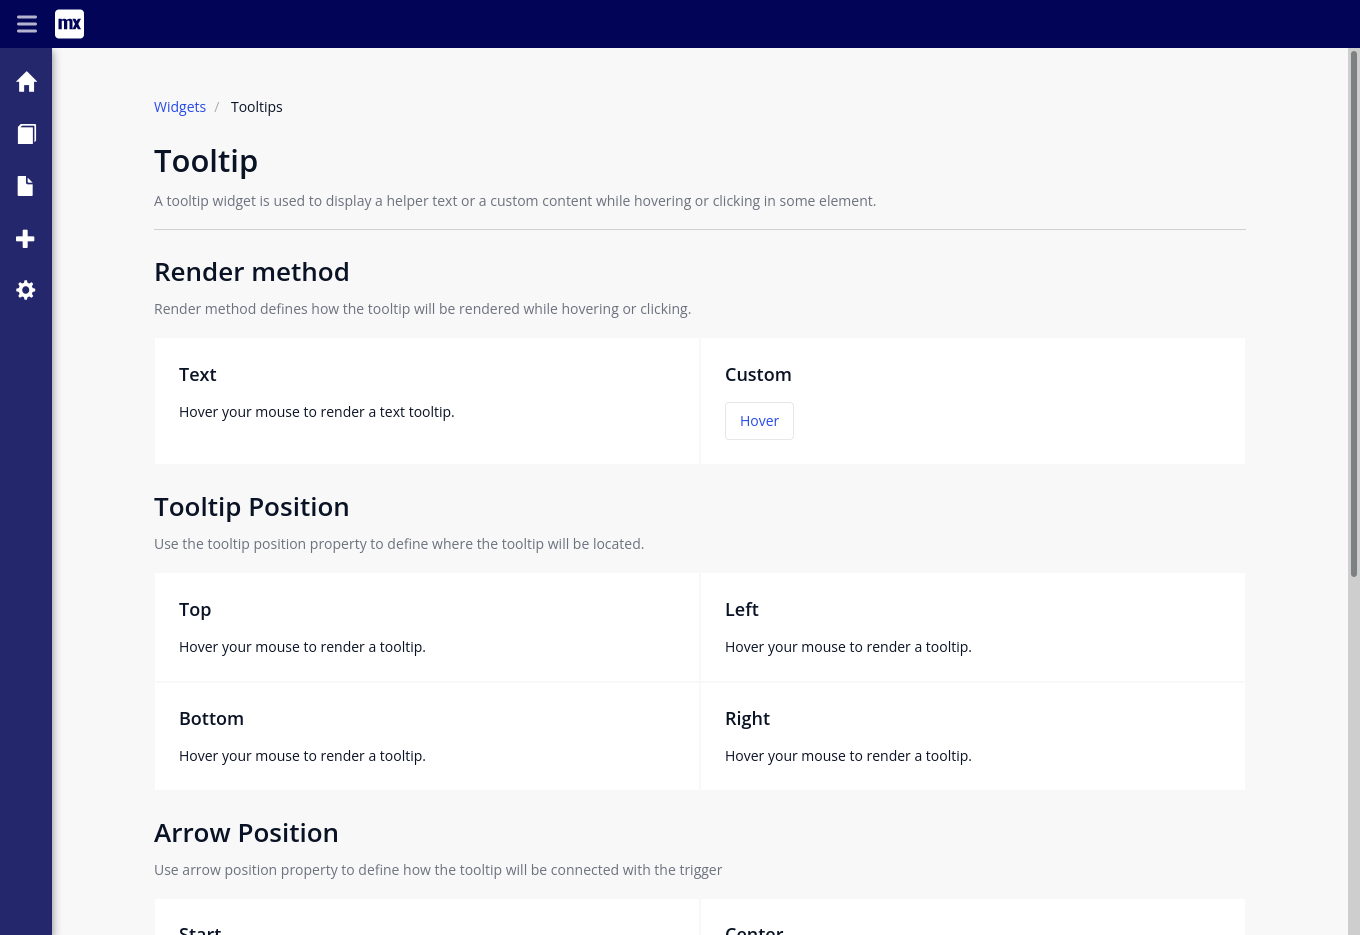 mx
Widgets / Tooltips
Tooltip
A tooltip widget is used to display a helper text or a custom content while hovering or clicking in some element.
Render method
Render method defines how the tooltip will be rendered while hovering or clicking.
Text
Hover your mouse to render a text tooltip.
Custom
Hover
Tooltip Position
Use the tooltip position property to define where the tooltip will be located.
Top
Hover your mouse to render a tooltip.
Left
Hover your mouse to render a tooltip.
Bottom
Hover your mouse to render a tooltip.
Right
Hover your mouse to render a tooltip.
Arrow Position
Use arrow position property to define how the tooltip will be connected with the trigger
Start
Center